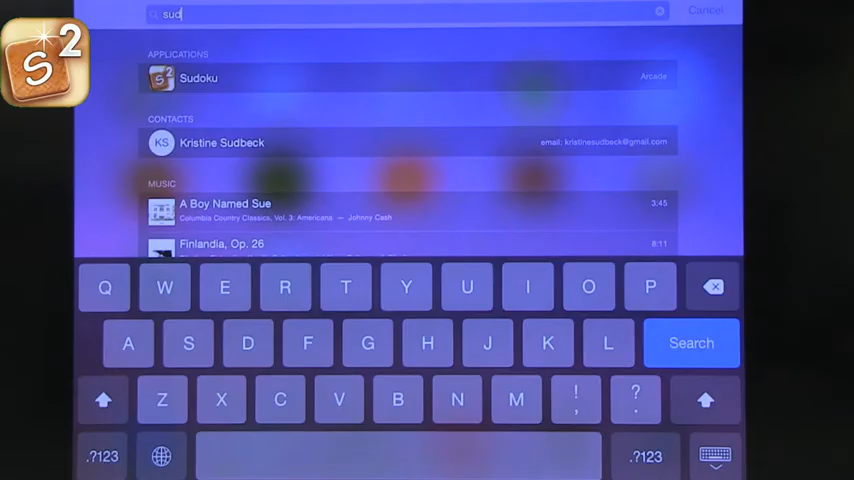 sud
Cancel
S2
APPLICATIONS
S2 Sudoku Arcade
CONTACTS
KS Kristine Sudbeck email: kristinesudbeck@gmail.com
MUSIC
A Boy Named Sue 3:45
Columbia Country Classics, Vol. 3: Americana — Johnny Cash
Finlandia, Op. 26 8:11
Q W E R T Y U I O P
A S D F G H J K L Search
Z X C V B N M ! , ? .
.?123 .?123